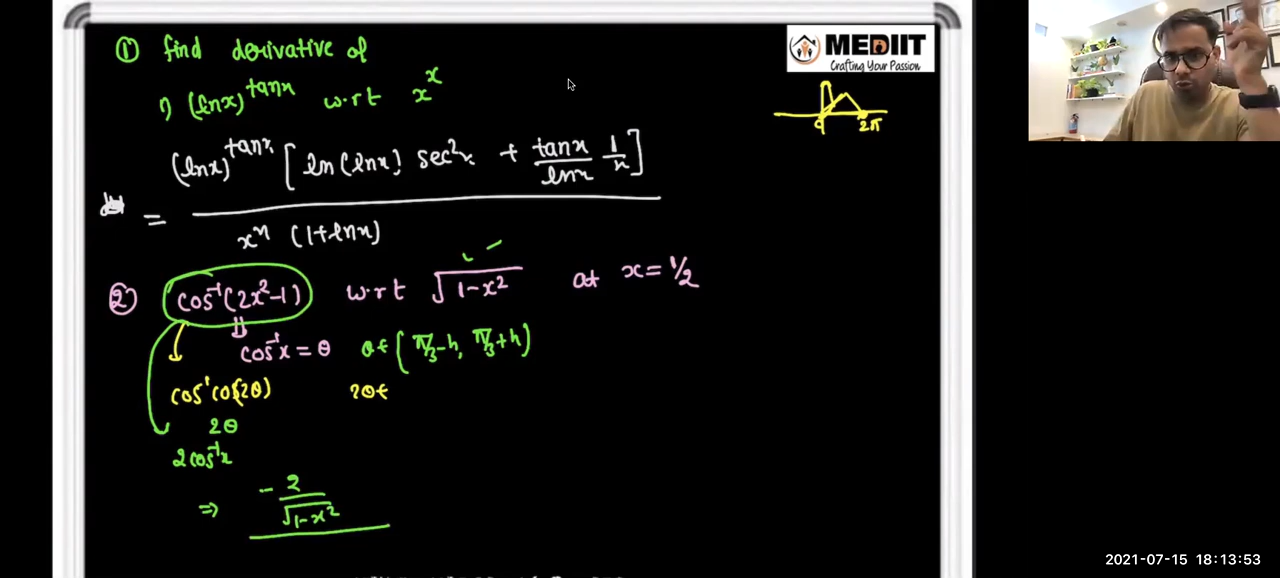 ① find derivative of
1) (lnx)^tanx w.r.t x^x
= (lnx)^tanx [ln(lnx) sec²x + tanx/lnx 1/x] / x^x (1+lnx)
② cos⁻¹(2x²-1) w.r.t √(1-x²) at x=1/2
cos⁻¹x = θ θ∈(π/3-h, π/3+h)
cos⁻¹cos(2θ) 2θ∈
2θ
2cos⁻¹x
⇒ -2/√(1-x²)
MEDIIT
Crafting Your Passion
0 2π
2021-07-15 18:13:53